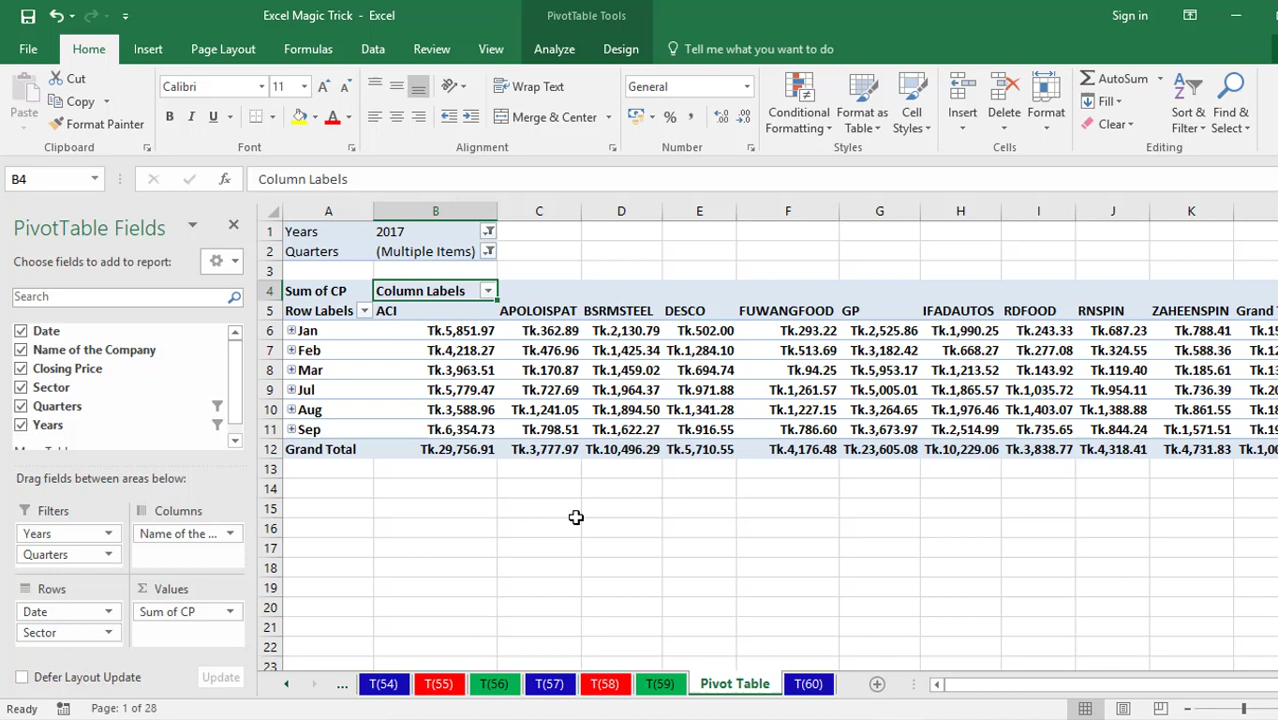 Excel Magic Trick - Excel
PivotTable Tools
Sign in
File Home Insert Page Layout Formulas Data Review View Analyze Design Tell me what you want to do
Paste
Cut
Copy
Format Painter
Clipboard
Calibri 11
B I U
Font
Wrap Text
Merge & Center
Alignment
General
Number
Conditional Formatting
Format as Table
Cell Styles
Styles
Insert Delete Format
Cells
AutoSum
Fill
Clear
Sort & Filter
Find & Select
Editing
B4 fx Column Labels
PivotTable Fields
Choose fields to add to report:
Search
Date
Name of the Company
Closing Price
Sector
Quarters
Years
Drag fields between areas below:
Filters Columns
Years Name of the ...
Quarters
Rows Σ Values
Date Sum of CP
Sector
Defer Layout Update Update
A B C D E F G H I J K
1 Years 2017
2 Quarters (Multiple Items)
3
4 Sum of CP Column Labels
5 Row Labels ACI APOLOISPAT BSRMSTEEL DESCO FUWANGFOOD GP IFADAUTOS RDFOOD RNSPIN ZAHEENSPIN Grand
6 Jan Tk.5,851.97 Tk.362.89 Tk.2,130.79 Tk.502.00 Tk.293.22 Tk.2,525.86 Tk.1,990.25 Tk.243.33 Tk.687.23 Tk.788.41
7 Feb Tk.4,218.27 Tk.476.96 Tk.1,425.34 Tk.1,284.10 Tk.513.69 Tk.3,182.42 Tk.668.27 Tk.277.08 Tk.324.55 Tk.588.36
8 Mar Tk.3,963.51 Tk.170.87 Tk.1,459.02 Tk.694.74 Tk.94.25 Tk.5,953.17 Tk.1,213.52 Tk.143.92 Tk.119.40 Tk.185.61
9 Jul Tk.5,779.47 Tk.727.69 Tk.1,964.37 Tk.971.88 Tk.1,261.57 Tk.5,005.01 Tk.1,865.57 Tk.1,035.72 Tk.954.11 Tk.736.39
10 Aug Tk.3,588.96 Tk.1,241.05 Tk.1,894.50 Tk.1,341.28 Tk.1,227.15 Tk.3,264.65 Tk.1,976.46 Tk.1,403.07 Tk.1,388.88 Tk.861.55
11 Sep Tk.6,354.73 Tk.798.51 Tk.1,622.27 Tk.916.55 Tk.786.60 Tk.3,673.97 Tk.2,514.99 Tk.735.65 Tk.844.24 Tk.1,571.51
12 Grand Total Tk.29,756.91 Tk.3,777.97 Tk.10,496.29 Tk.5,710.55 Tk.4,176.48 Tk.23,605.08 Tk.10,229.06 Tk.3,838.77 Tk.4,318.41 Tk.4,731.83
13
14
15
16
17
18
19
20
21
22
23
... T(54) T(55) T(56) T(57) T(58) T(59) Pivot Table T(60)
Ready Page: 1 of 28